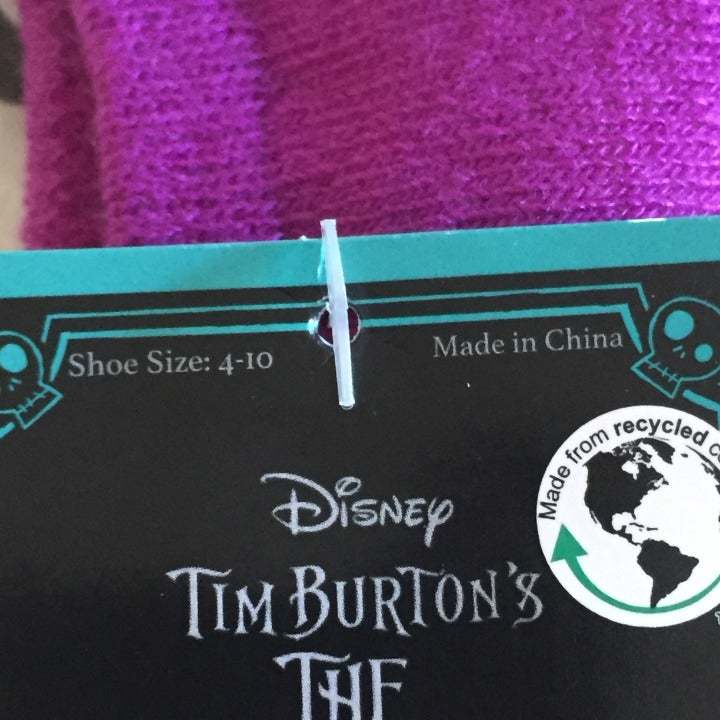 Shoe Size: 4-10
Made in China
Made from recycled
Disney
Tim Burton's
The